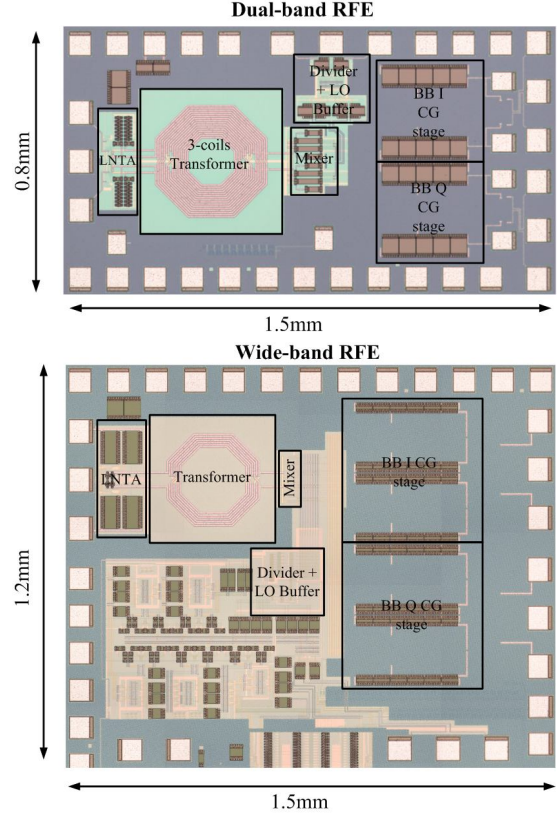 Dual-band RFE
0.8mm
LNTA
3-coils
Transformer
Divider
+ LO
Buffer
Mixer
BB I
CG
stage
BB Q
CG
stage
1.5mm
Wide-band RFE
1.2mm
LNTA
Transformer
Mixer
BB I CG
stage
Divider +
LO Buffer
BB Q CG
stage
1.5mm